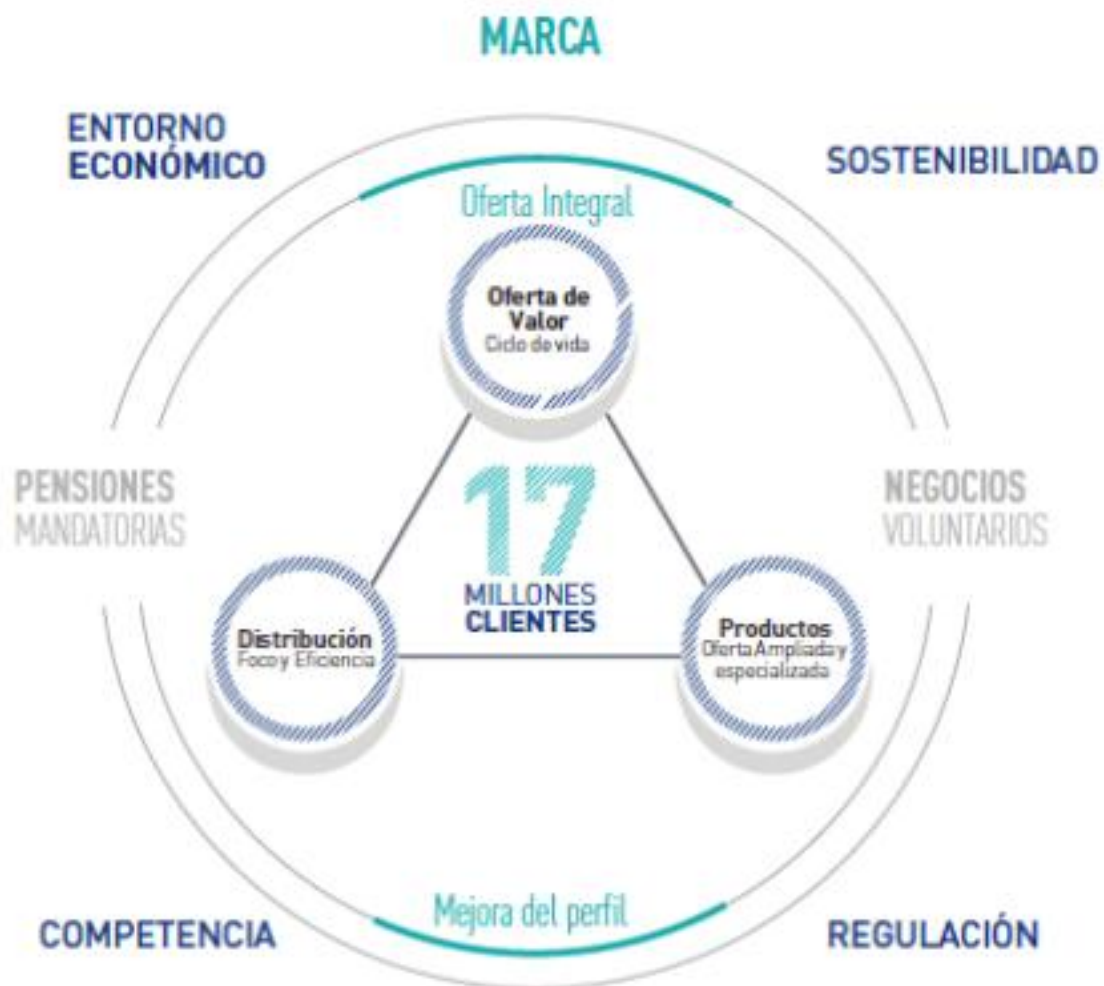 MARCA
ENTORNO
ECONÓMICO
SOSTENIBILIDAD
Oferta Integral
Oferta de
Valor
Ciclo de vida
PENSIONES
MANDATORIAS
17
MILLONES
CLIENTES
NEGOCIOS
VOLUNTARIOS
Distribución
Foco y Eficiencia
Productos
Oferta Ampliada y
especializada
Mejora del perfil
COMPETENCIA
REGULACIÓN